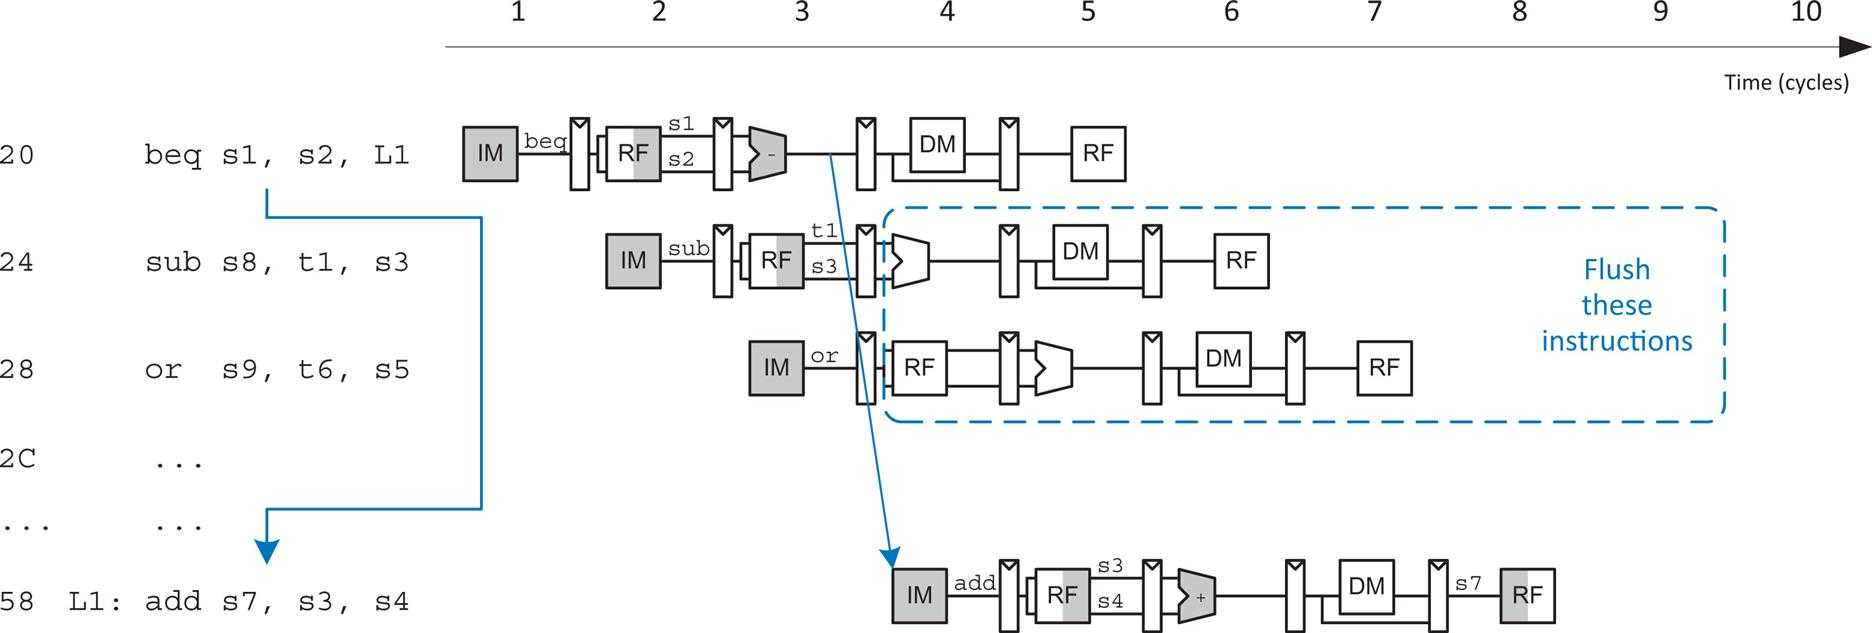 1 2 3 4 5 6 7 8 9 10
Time (cycles)
20 beq s1, s2, L1 IM beq RF s1 s2 - DM RF
24 sub s8, t1, s3 IM sub RF t1 s3 DM RF
28 or s9, t6, s5 IM or RF DM RF
Flush
these
instructions
2C ...
... ...
58 L1: add s7, s3, s4 IM add RF s3 s4 + DM s7 RF